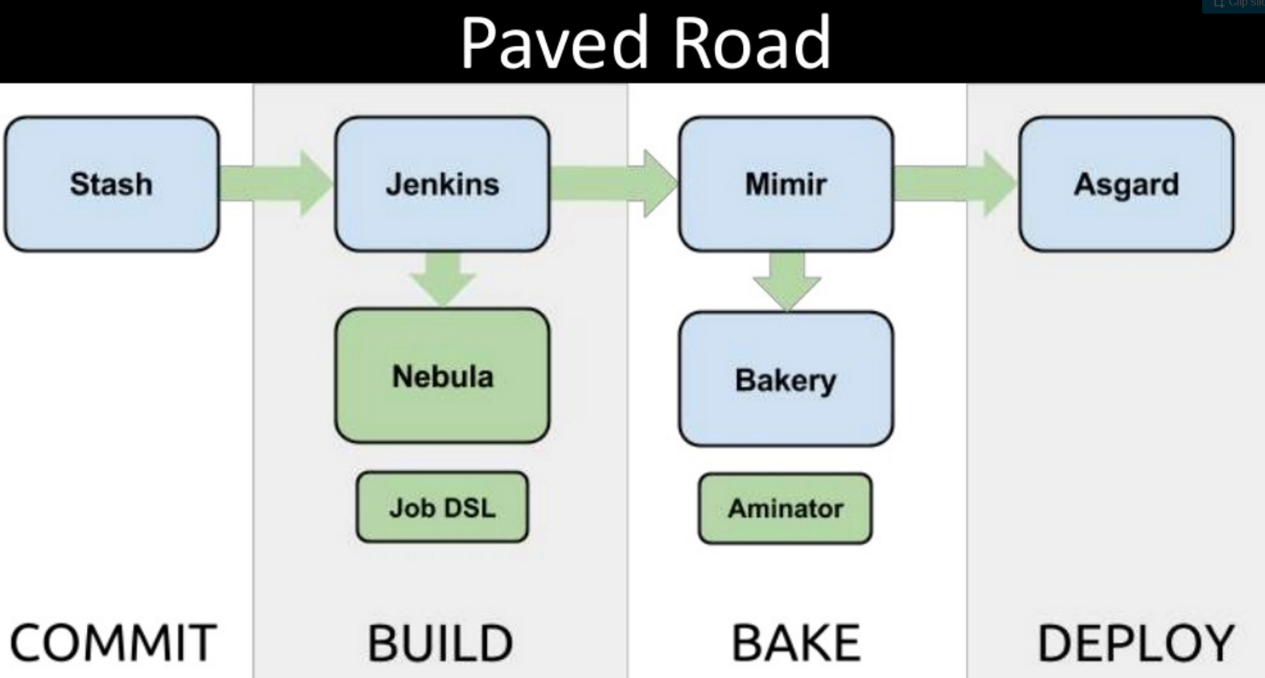 Paved Road
Stash
Jenkins
Mimir
Asgard
Nebula
Bakery
Job DSL
Aminator
COMMIT
BUILD
BAKE
DEPLOY